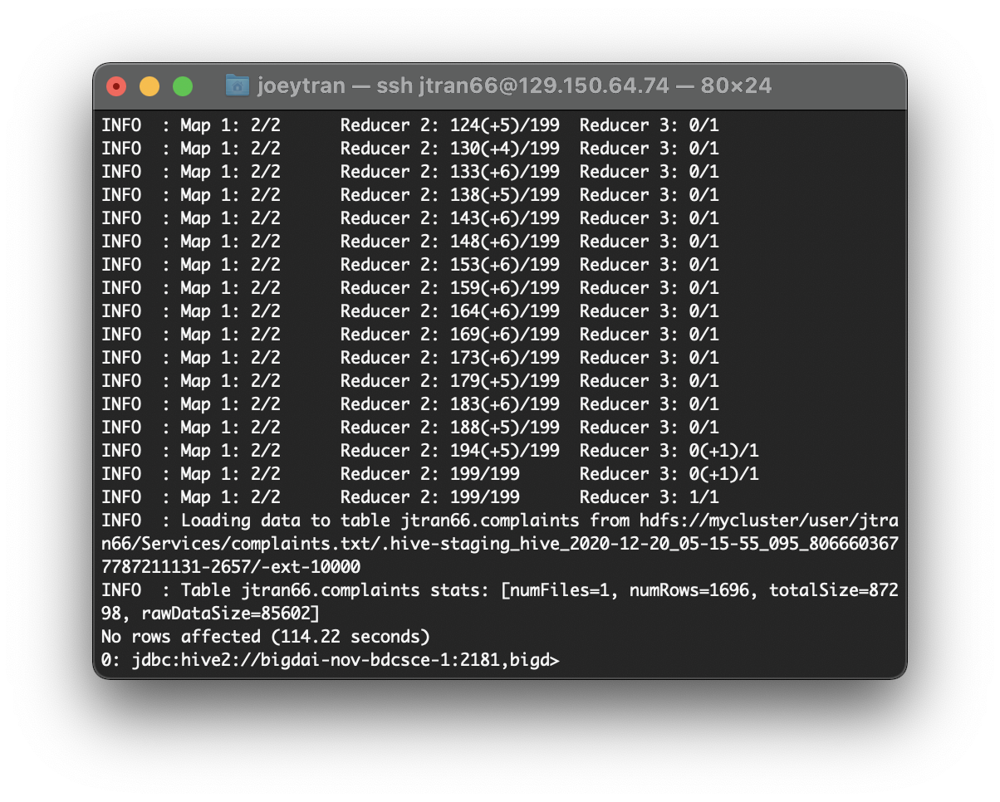 joeytran — ssh jtran66@129.150.64.74 — 80×24
INFO  : Map 1: 2/2      Reducer 2: 124(+5)/199  Reducer 3: 0/1
INFO  : Map 1: 2/2      Reducer 2: 130(+4)/199  Reducer 3: 0/1
INFO  : Map 1: 2/2      Reducer 2: 133(+6)/199  Reducer 3: 0/1
INFO  : Map 1: 2/2      Reducer 2: 138(+5)/199  Reducer 3: 0/1
INFO  : Map 1: 2/2      Reducer 2: 143(+6)/199  Reducer 3: 0/1
INFO  : Map 1: 2/2      Reducer 2: 148(+6)/199  Reducer 3: 0/1
INFO  : Map 1: 2/2      Reducer 2: 153(+6)/199  Reducer 3: 0/1
INFO  : Map 1: 2/2      Reducer 2: 159(+6)/199  Reducer 3: 0/1
INFO  : Map 1: 2/2      Reducer 2: 164(+6)/199  Reducer 3: 0/1
INFO  : Map 1: 2/2      Reducer 2: 169(+6)/199  Reducer 3: 0/1
INFO  : Map 1: 2/2      Reducer 2: 173(+6)/199  Reducer 3: 0/1
INFO  : Map 1: 2/2      Reducer 2: 179(+5)/199  Reducer 3: 0/1
INFO  : Map 1: 2/2      Reducer 2: 183(+6)/199  Reducer 3: 0/1
INFO  : Map 1: 2/2      Reducer 2: 188(+5)/199  Reducer 3: 0/1
INFO  : Map 1: 2/2      Reducer 2: 194(+5)/199  Reducer 3: 0(+1)/1
INFO  : Map 1: 2/2      Reducer 2: 199/199      Reducer 3: 0(+1)/1
INFO  : Map 1: 2/2      Reducer 2: 199/199      Reducer 3: 1/1
INFO  : Loading data to table jtran66.complaints from hdfs://mycluster/user/jtra
n66/Services/complaints.txt/.hive-staging_hive_2020-12-20_05-15-55_095_806660367
7787211131-2657/-ext-10000
INFO  : Table jtran66.complaints stats: [numFiles=1, numRows=1696, totalSize=872
98, rawDataSize=85602]
No rows affected (114.22 seconds)
0: jdbc:hive2://bigdai-nov-bdcsce-1:2181,bigd>